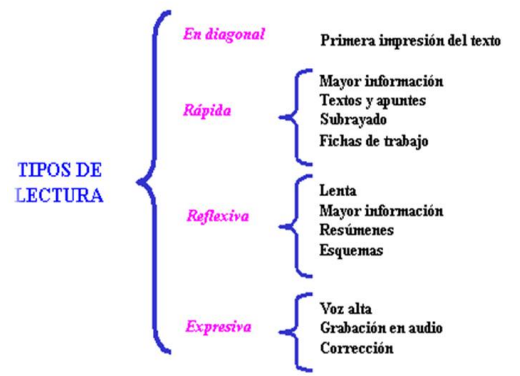 TIPOS DE
LECTURA
En diagonal
Primera impresión del texto
Rápida
Mayor información
Textos y apuntes
Subrayado
Fichas de trabajo
Reflexiva
Lenta
Mayor información
Resúmenes
Esquemas
Expresiva
Voz alta
Grabación en audio
Corrección